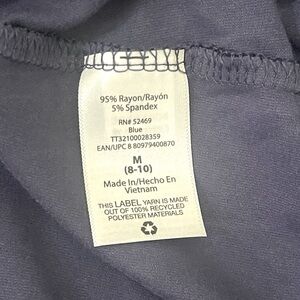 95% Rayon/Rayón
5% Spandex
RN# 52469
Blue
TT32100028359
EAN/UPC 8 80979400870
M
(8-10)
Made in/Hecho En
Vietnam
THIS LABEL YARN IS MADE
OUT OF 100% RECYCLED
POLYESTER MATERIALS